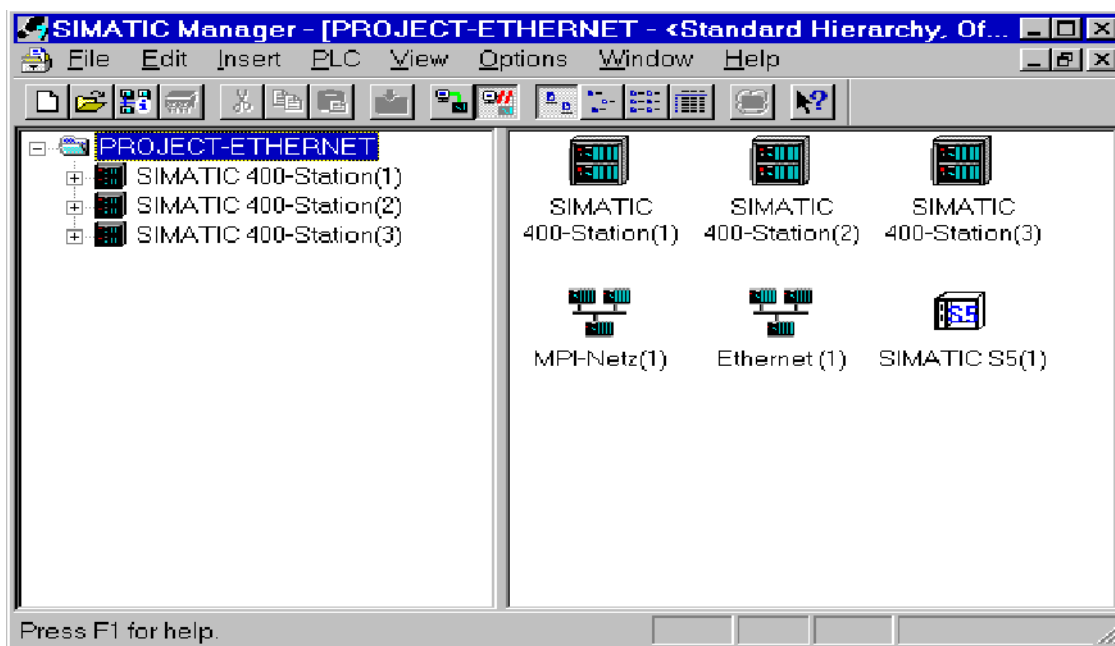 SIMATIC Manager - [PROJECT-ETHERNET - <Standard Hierarchy, Of...
File Edit Insert PLC View Options Window Help
PROJECT-ETHERNET
SIMATIC 400-Station(1)
SIMATIC 400-Station(2)
SIMATIC 400-Station(3)
SIMATIC 400-Station(1)
SIMATIC 400-Station(2)
SIMATIC 400-Station(3)
MPI-Netz(1)
Ethernet (1)
S5
SIMATIC S5(1)
Press F1 for help.